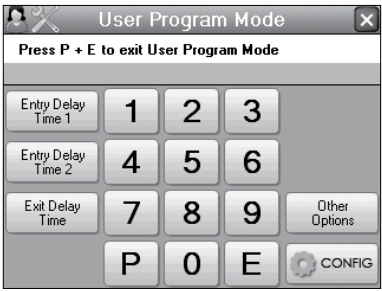 User Program Mode
Press P + E to exit User Program Mode
Entry Delay
Time 1
1 2 3
Entry Delay
Time 2
4 5 6
Exit Delay
Time
7 8 9
Other
Options
P 0 E
CONFIG